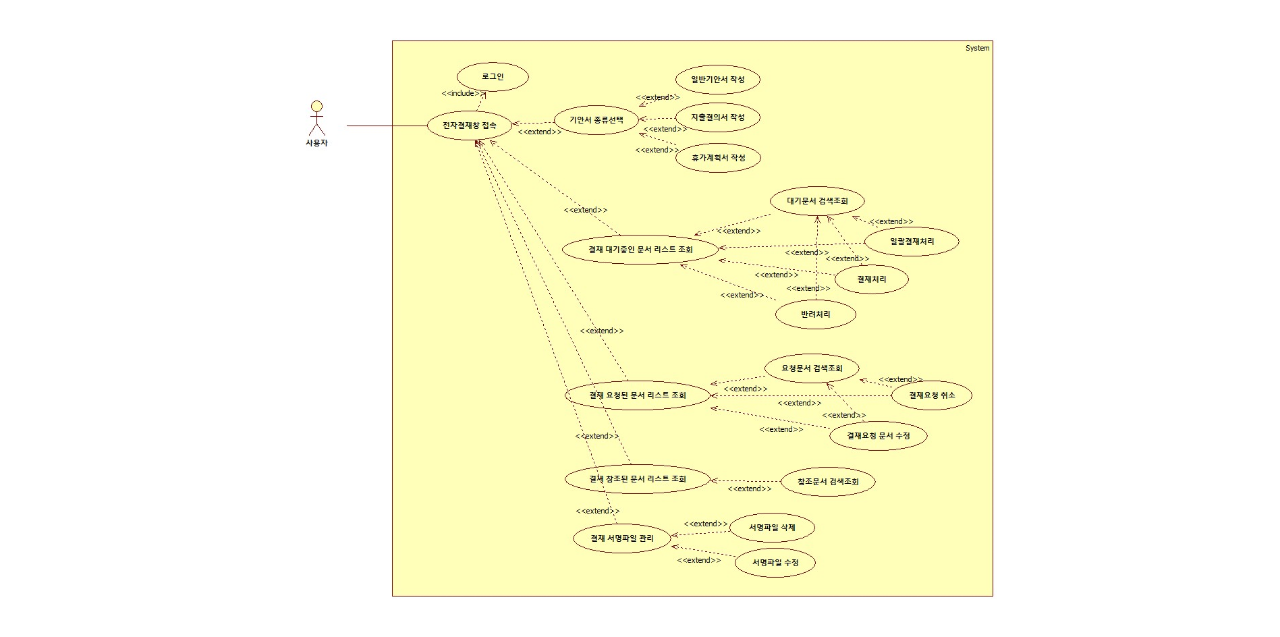 System
로그인
<<include>>
사용자
전자결재창 접속
<<extend>>
기안서 종류선택
<<extend>>
일반기안서 작성
<<extend>>
지출결의서 작성
<<extend>>
휴가계획서 작성
<<extend>>
결재 대기중인 문서 리스트 조회
<<extend>>
대기문서 검색조회
<<extend>>
일괄결재처리
<<extend>>
<<extend>>
결재처리
<<extend>>
<<extend>>
<<extend>>
반려처리
<<extend>>
결재 요청된 문서 리스트 조회
<<extend>>
요청문서 검색조회
<<extend>>
결재요청 취소
<<extend>>
<<extend>>
결재요청 문서 수정
<<extend>>
<<extend>>
결재 참조된 문서 리스트 조회
<<extend>>
참조문서 검색조회
<<extend>>
결재 서명파일 관리
<<extend>>
서명파일 삭제
<<extend>>
서명파일 수정